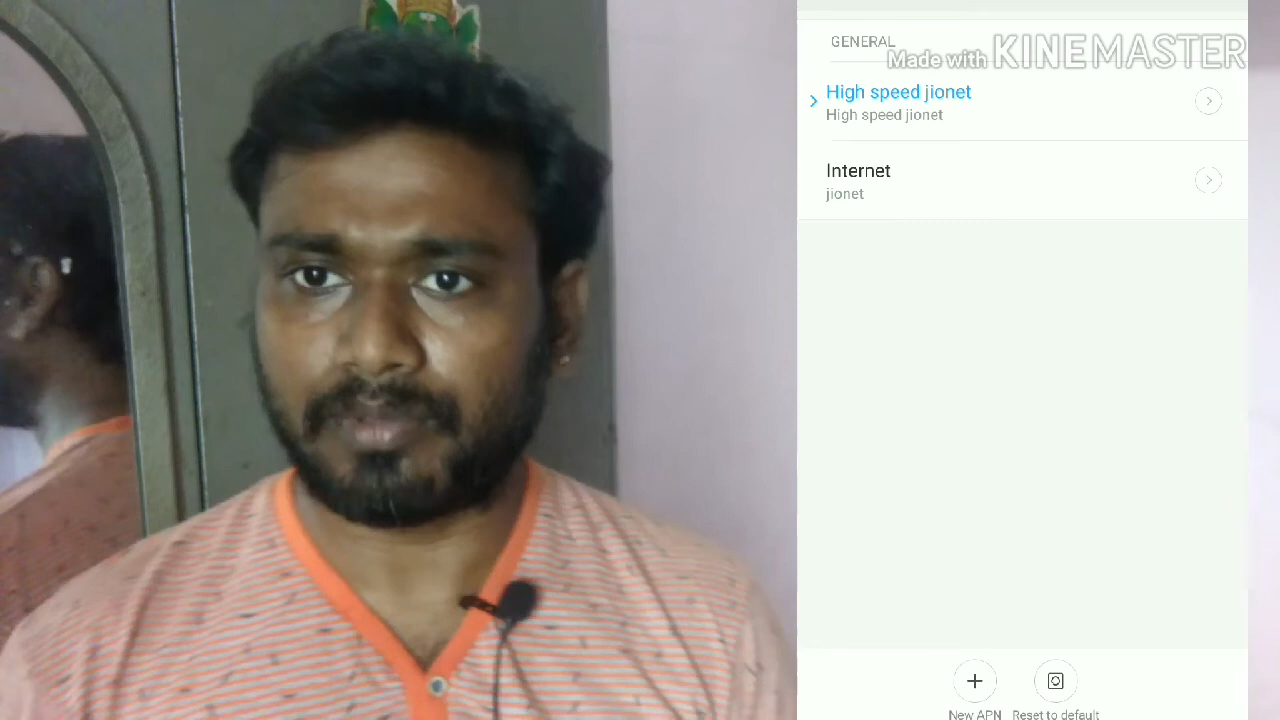 GENERAL
Made with KINEMASTER
High speed jionet
High speed jionet
Internet
jionet
New APN
Reset to default